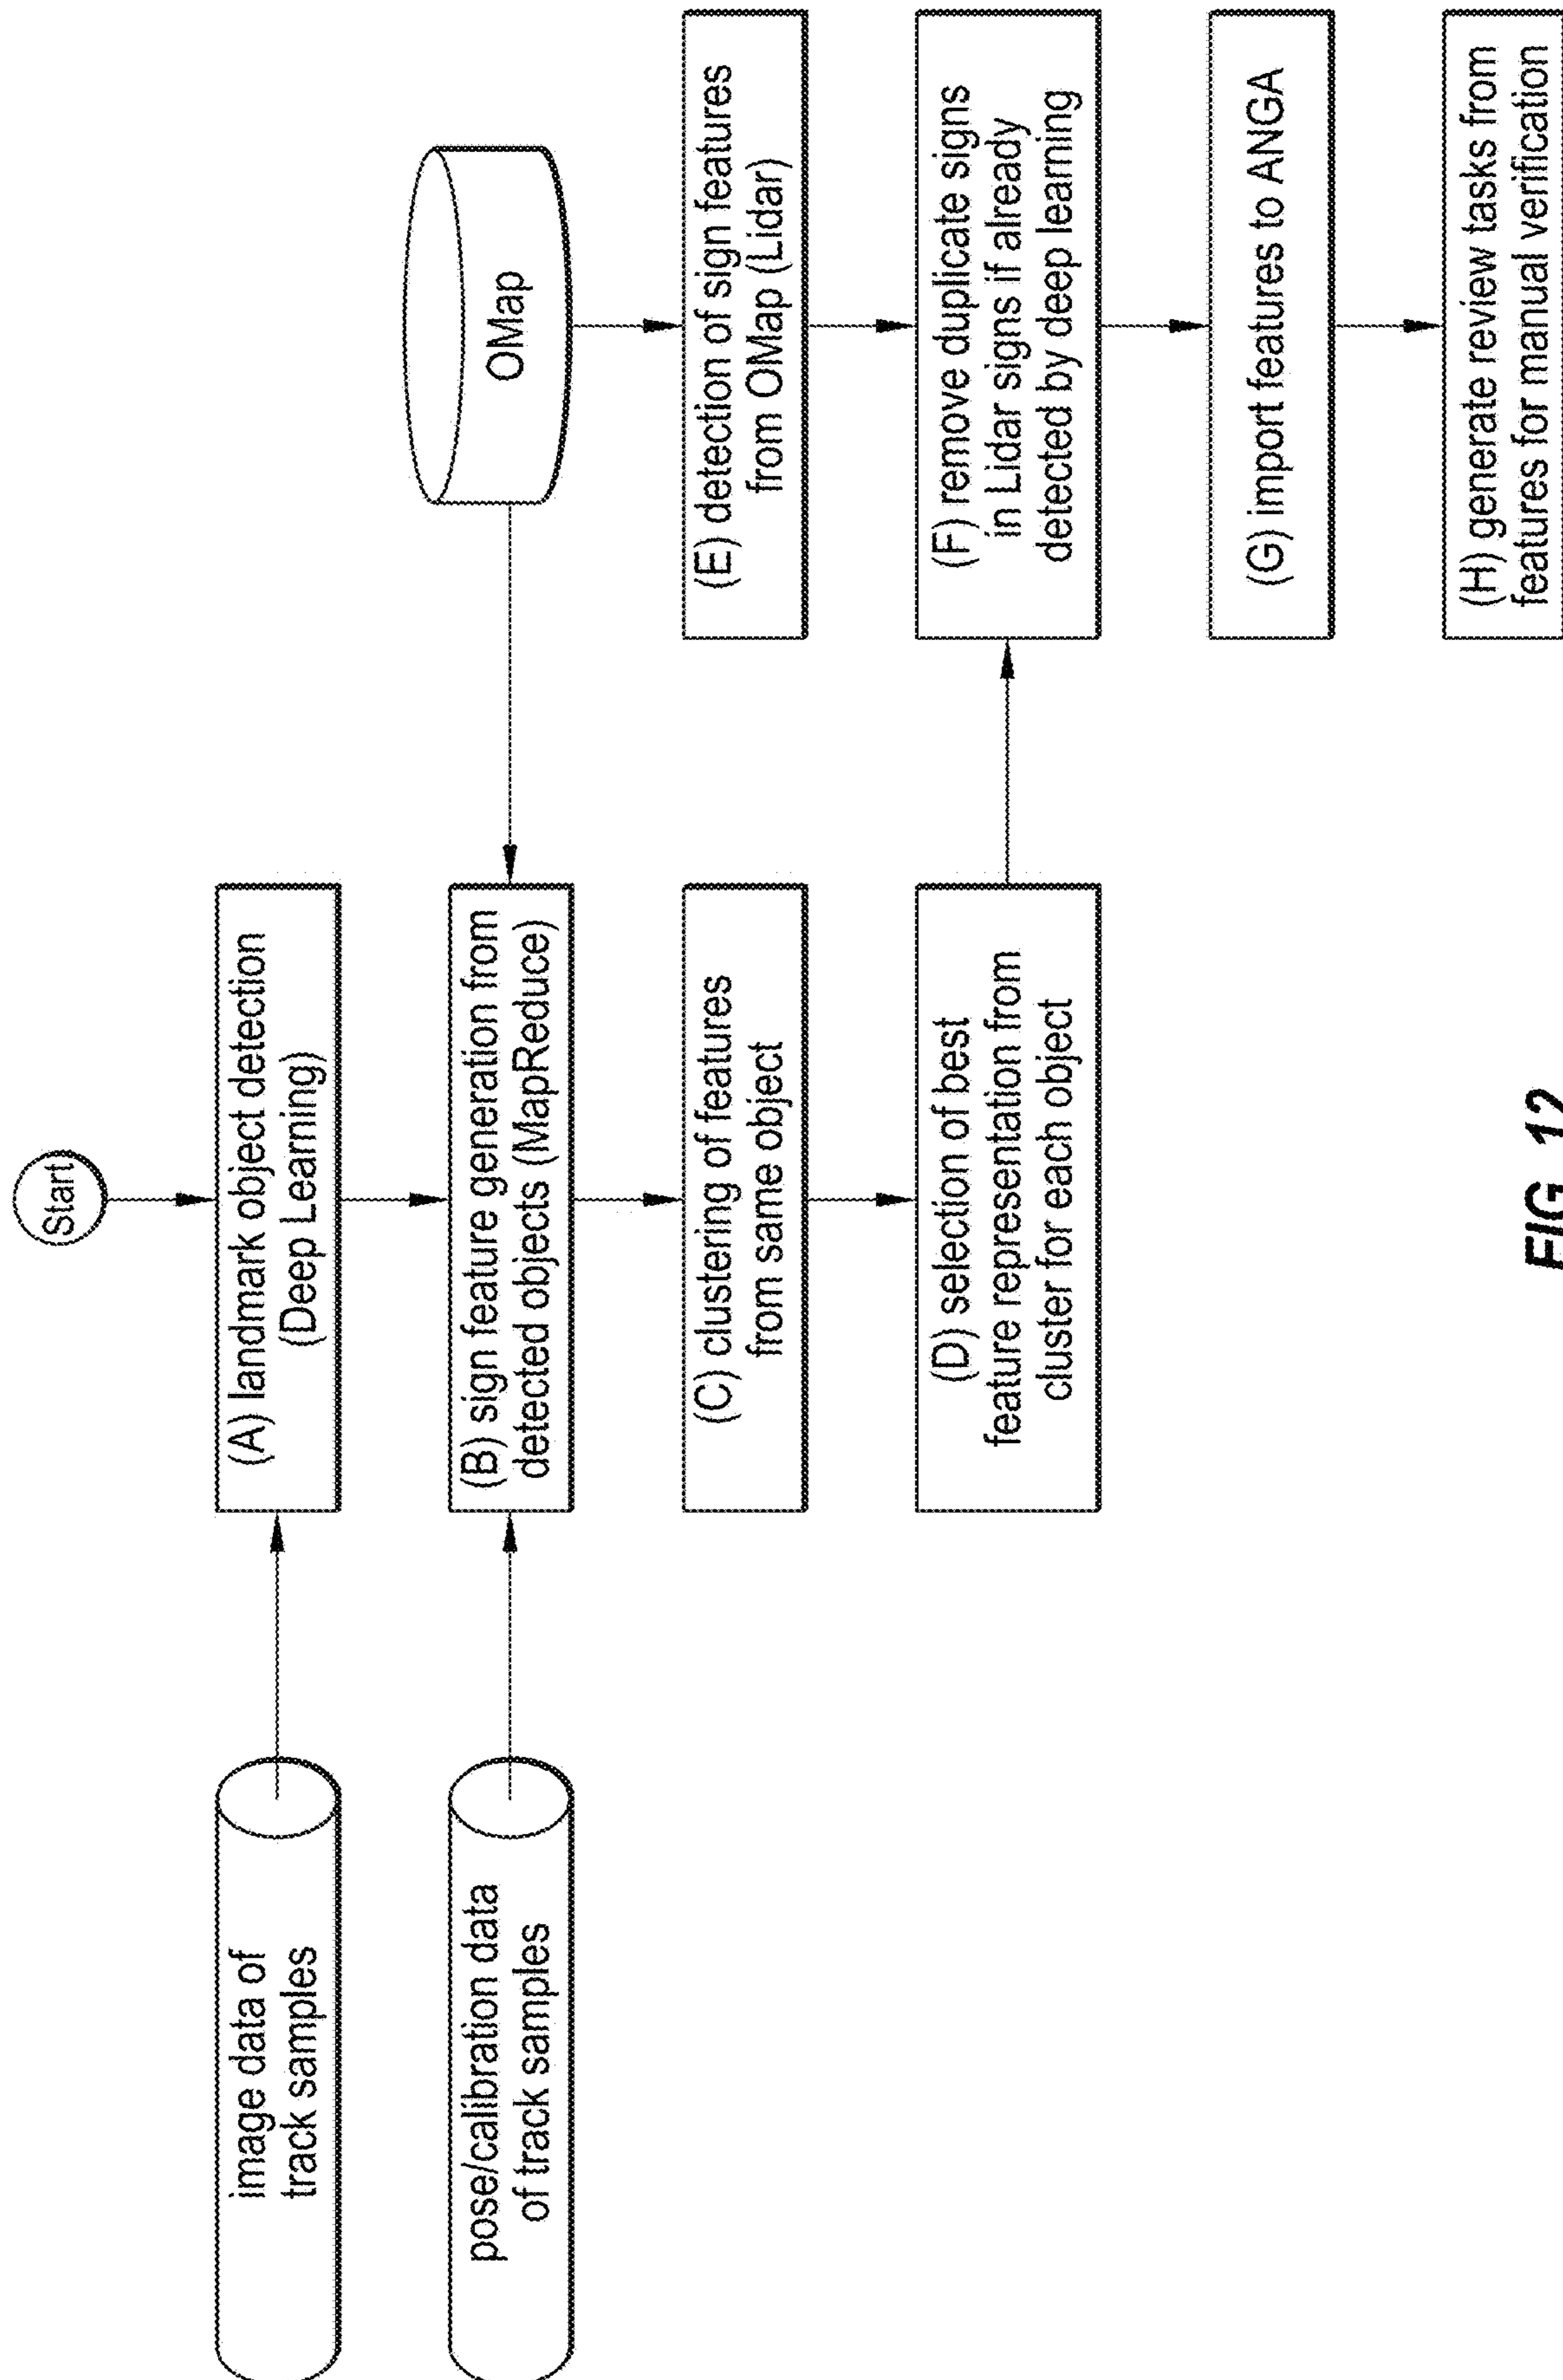 Start
image data of
track samples
(A) landmark object detection
(Deep Learning)
OMap
pose/calibration data
of track samples
(B) sign feature generation from
detected objects (MapReduce)
(C) clustering of features
from same object
(E) detection of sign features
from OMap (Lidar)
(D) selection of best
feature representation from
cluster for each object
(F) remove duplicate signs
in Lidar signs if already
detected by deep learning
(G) import features to ANGA
(H) generate review tasks from
features for manual verification
FIG. 12